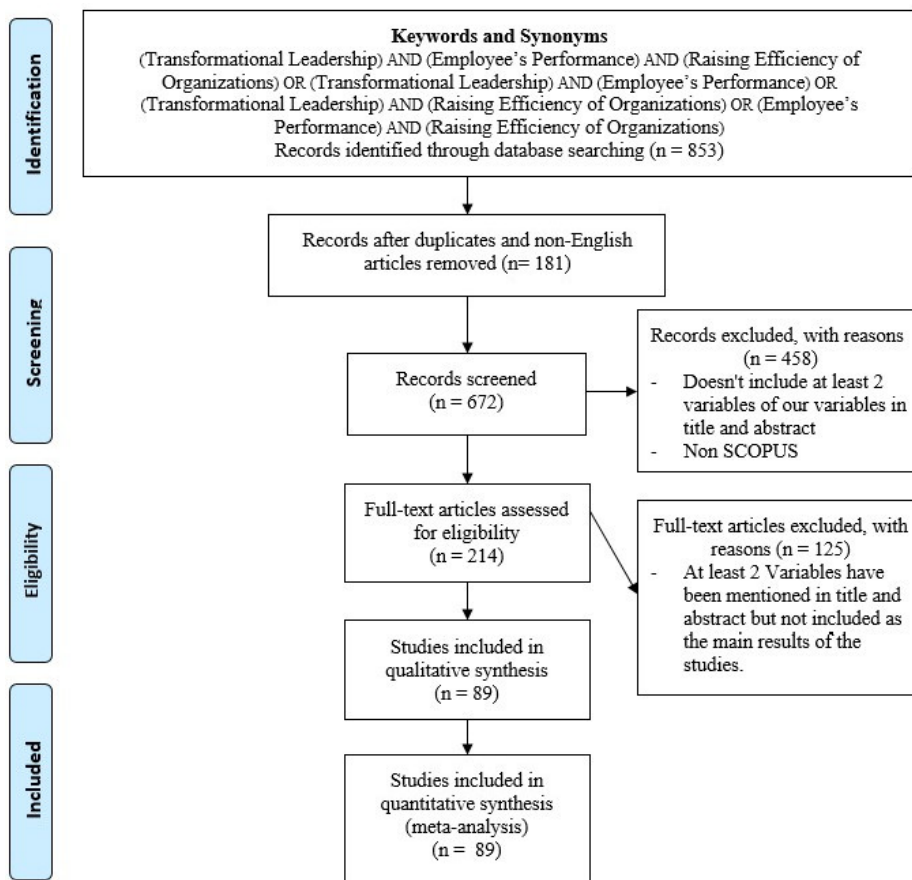 Identification
Keywords and Synonyms
(Transformational Leadership) AND (Employee's Performance) AND (Raising Efficiency of
Organizations) OR (Transformational Leadership) AND (Employee's Performance) OR
(Transformational Leadership) AND (Raising Efficiency of Organizations) OR (Employee's
Performance) AND (Raising Efficiency of Organizations)
Records identified through database searching (n = 853)
Records after duplicates and non-English
articles removed (n= 181)
Screening
Records screened
(n = 672)
Records excluded, with reasons
(n = 458)
- Doesn't include at least 2
variables of our variables in
title and abstract
- Non SCOPUS
Eligibility
Full-text articles assessed
for eligibility
(n = 214)
Full-text articles excluded, with
reasons (n = 125)
- At least 2 Variables have
been mentioned in title and
abstract but not included as
the main results of the
studies.
Studies included in
qualitative synthesis
(n = 89)
Included
Studies included in
quantitative synthesis
(meta-analysis)
(n = 89)